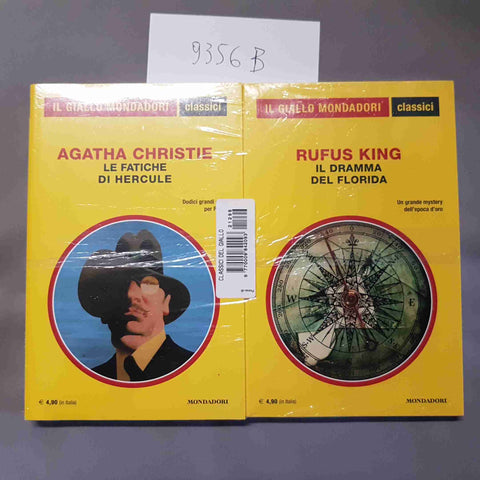 9356 B
IL GIALLO MONDADORI classici
AGATHA CHRISTIE
LE FATICHE
DI HERCULE
Dodici grandi
per
€ 4,90 (in Italia)
MONDADORI
CLASSICI DEL GIALLO
21298
IL GIALLO MONDADORI classici
RUFUS KING
IL DRAMMA
DEL FLORIDA
Un grande mystery
dell'epoca d'oro
N
W
E
€ 4,90 (in Italia)
MONDADORI